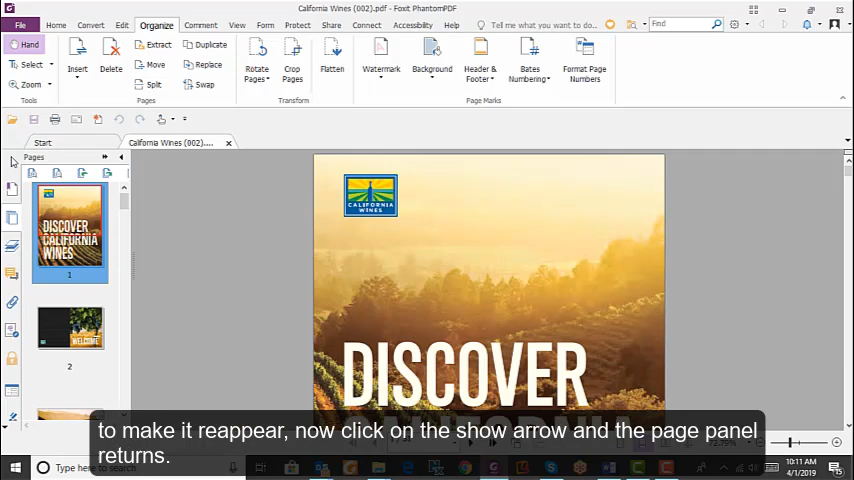 California Wines (002).pdf - Foxit PhantomPDF
File Home Convert Edit Organize Comment View Form Protect Share Connect Accessibility Help Tell me what you want to do... Find
Hand Insert Delete Extract Duplicate Rotate Pages Crop Pages Flatten Watermark Background Header & Footer Bates Numbering Format Page Numbers
Select Move Replace
Zoom Split Swap
Tools Pages Transform Page Marks
Start California Wines (002)....
Pages
CALIFORNIA
WINES
DISCOVER
CALIFORNIA
WINES
1
WELCOME
2
DISCOVER
to make it reappear, now click on the show arrow and the page panel
returns.
Type here to search
10:11 AM
4/1/2019
15